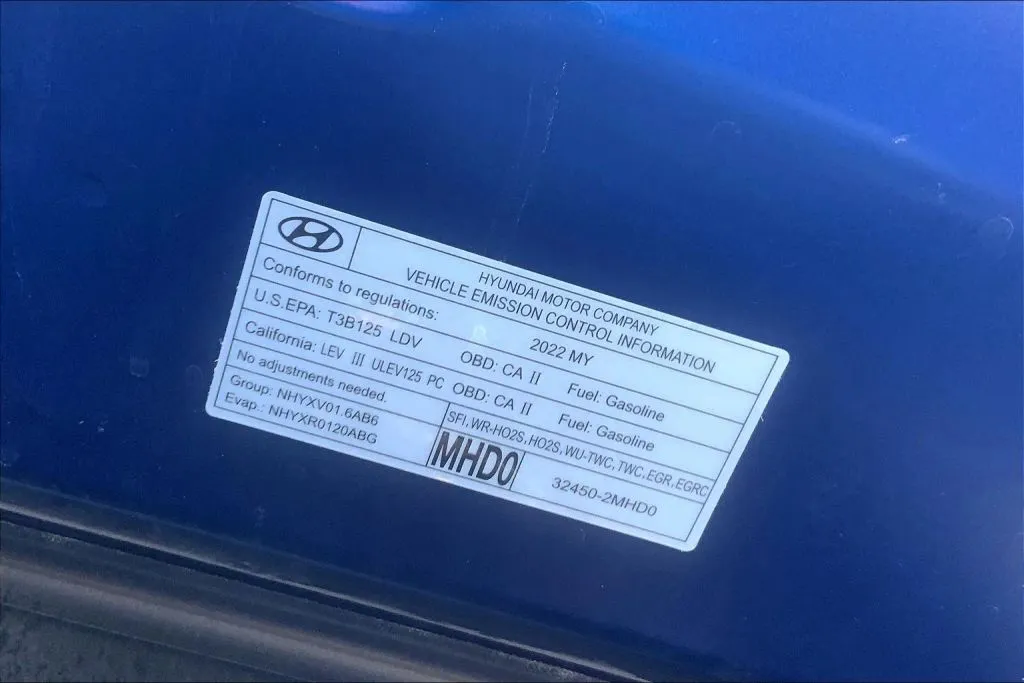 HYUNDAI MOTOR COMPANY
VEHICLE EMISSION CONTROL INFORMATION
Conforms to regulations: 2022 MY
U.S.EPA: T3B125 LDV OBD: CA II Fuel: Gasoline
California: LEV III ULEV125 PC OBD: CA II Fuel: Gasoline
No adjustments needed. SFI,WR-HO2S,HO2S,WU-TWC,TWC,EGR,EGRC
Group: NHYXV01.6AB6
Evap.: NHYXR0120ABG
MHD0 32450-2MHD0